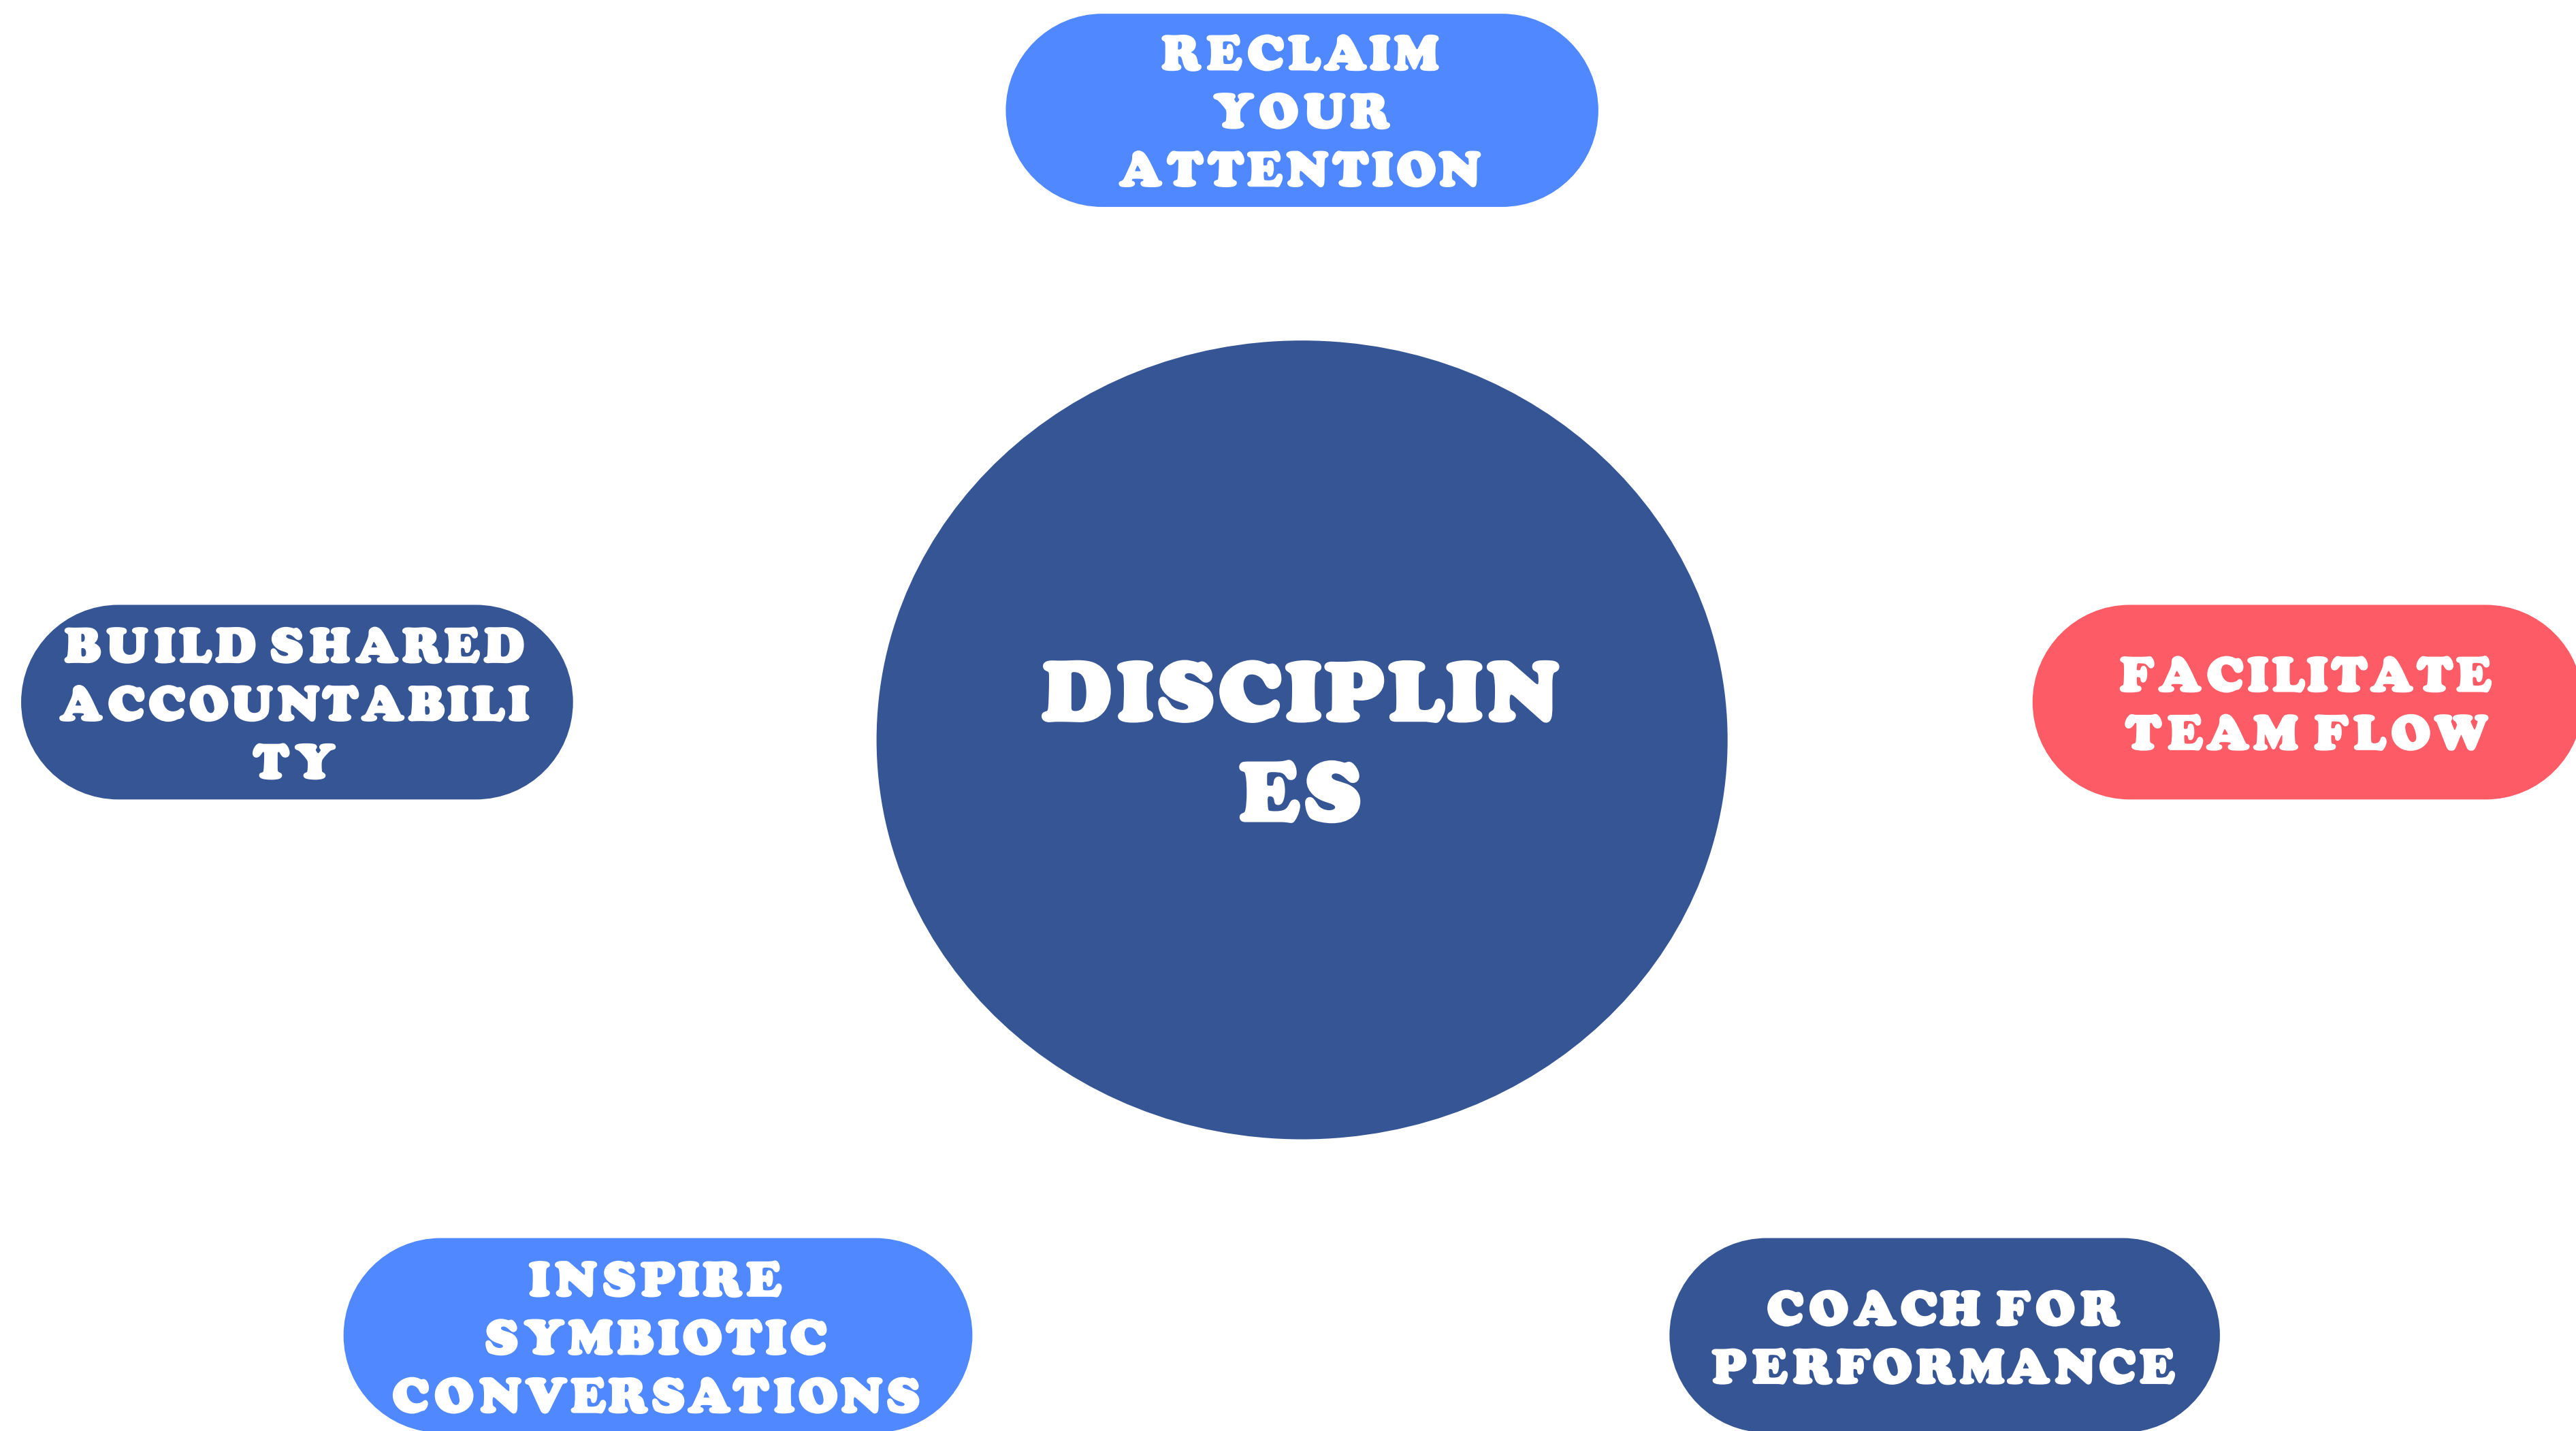 RECLAIM
YOUR
ATTENTION
BUILD SHARED
ACCOUNTABILI
TY
DISCIPLIN
ES
FACILITATE
TEAM FLOW
INSPIRE
SYMBIOTIC
CONVERSATIONS
COACH FOR
PERFORMANCE